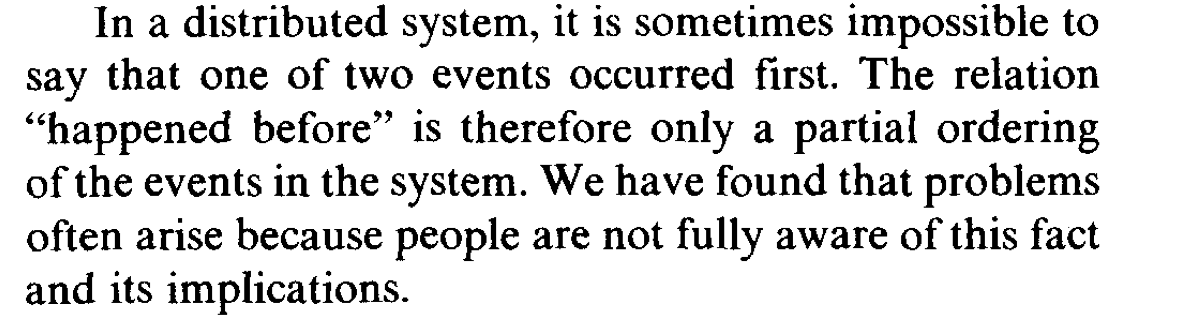 In a distributed system, it is sometimes impossible to
say that one of two events occurred first. The relation
“happened before” is therefore only a partial ordering
of the events in the system. We have found that problems
often arise because people are not fully aware of this fact
and its implications.